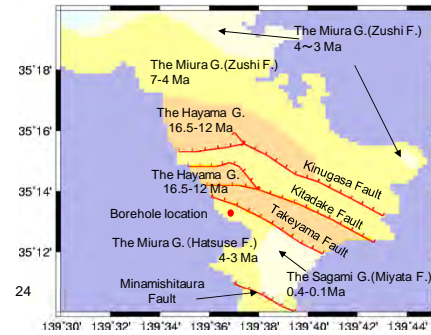 The Miura G.(Zushi F.)
4～3 Ma
The Miura G.(Zushi F.)
7-4 Ma
35˚18'
The Hayama G.
16.5-12 Ma
35˚16'
Kinugasa Fault
The Hayama G.
16.5-12 Ma
Kitadake Fault
35˚14'
Takeyama Fault
Borehole location
The Miura G. (Hatsuse F.)
4-3 Ma
35˚12'
The Sagami G.(Miyata F.)
0.4-0.1Ma
Minamishitaura
Fault
24
139˚30' 139˚32' 139˚34' 139˚36' 139˚38' 139˚40' 139˚42' 139˚44'